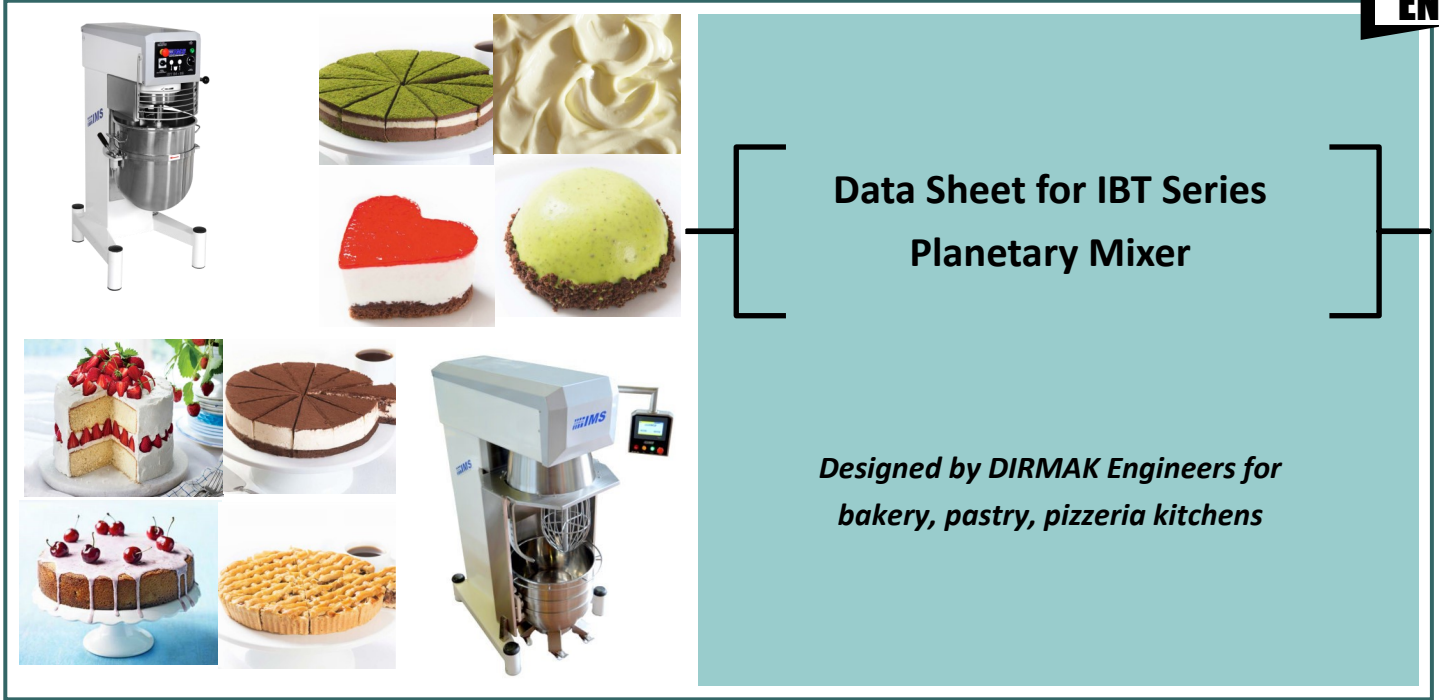 EN
Data Sheet for IBT Series
Planetary Mixer
Designed by DIRMAK Engineers for
bakery, pastry, pizzeria kitchens
IMS
IMS
IMS